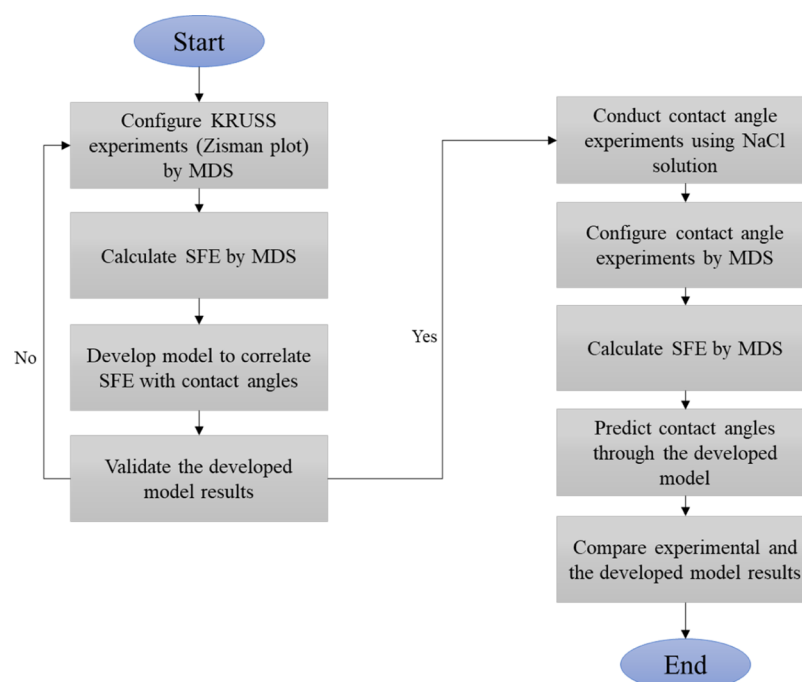 Start
Configure KRUSS
experiments (Zisman plot)
by MDS
Calculate SFE by MDS
Develop model to correlate
SFE with contact angles
Validate the developed
model results
No
Yes
Conduct contact angle
experiments using NaCl
solution
Configure contact angle
experiments by MDS
Calculate SFE by MDS
Predict contact angles
through the developed
model
Compare experimental and
the developed model results
End